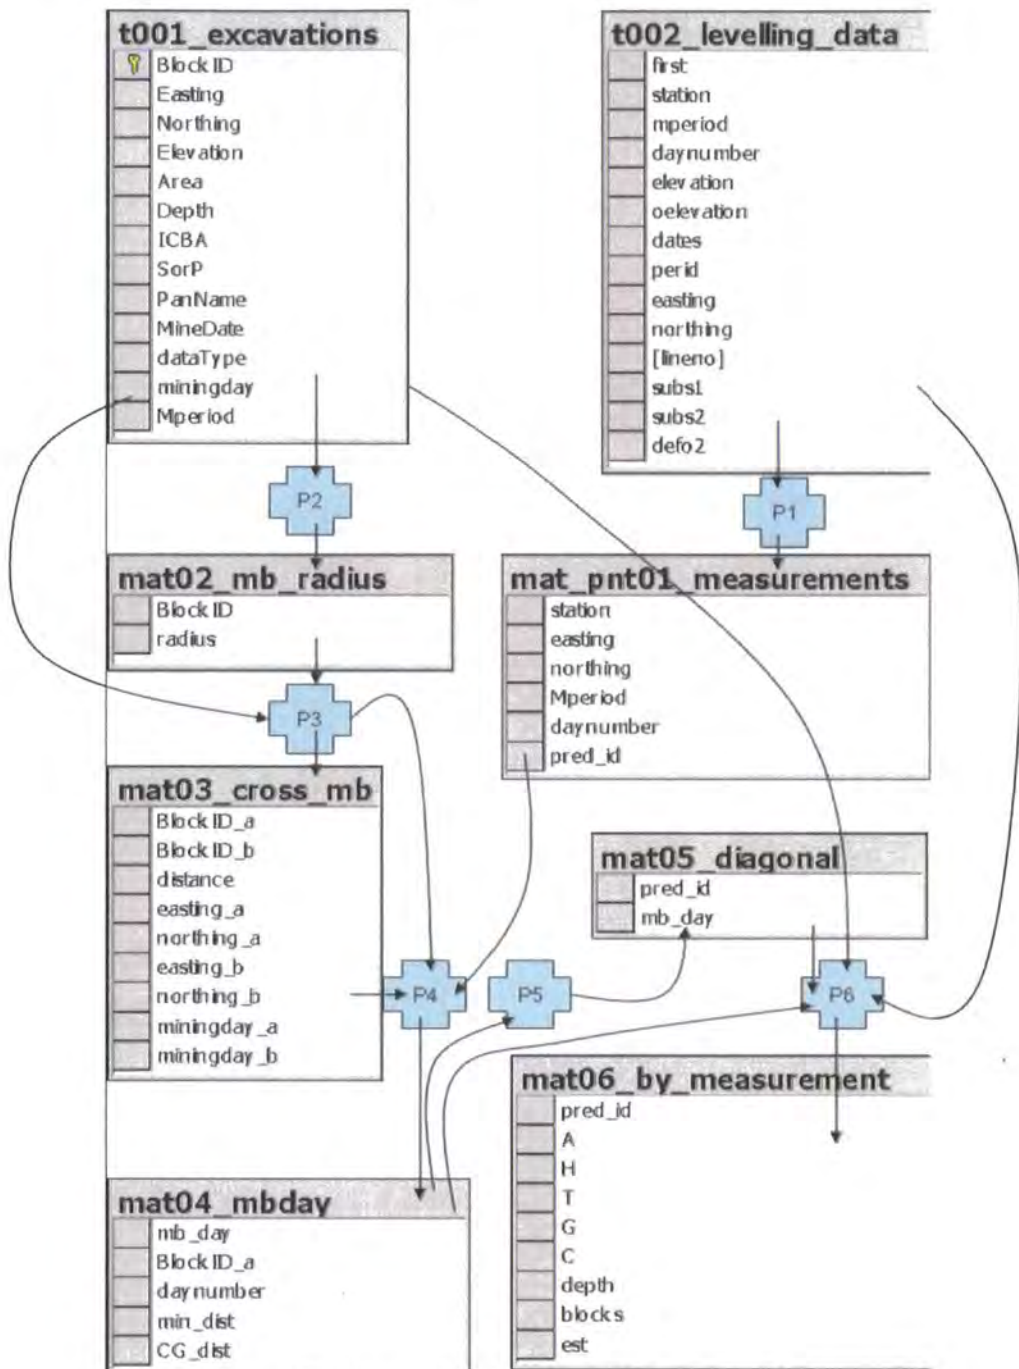 t001_excavations
Block ID
Easting
Northing
Elevation
Area
Depth
ICBA
SorP
PanName
MineDate
dataType
miningday
Mperiod
t002_levelling_data
first
station
mperiod
daynumber
elevation
oelevation
dates
perid
easting
northing
[lineno]
subs1
subs2
defo2
P2
P1
mat02_mb_radius
Block ID
radius
mat_pnt01_measurements
station
easting
northing
Mperiod
daynumber
pred_id
P3
mat03_cross_mb
Block ID_a
Block ID_b
distance
easting_a
northing_a
easting_b
northing_b
miningday_a
miningday_b
mat05_diagonal
pred_id
mb_day
P4
P5
P6
mat04_mbday
mb_day
Block ID_a
daynumber
min_dist
CG_dist
mat06_by_measurement
pred_id
A
H
T
G
C
depth
blocks
est